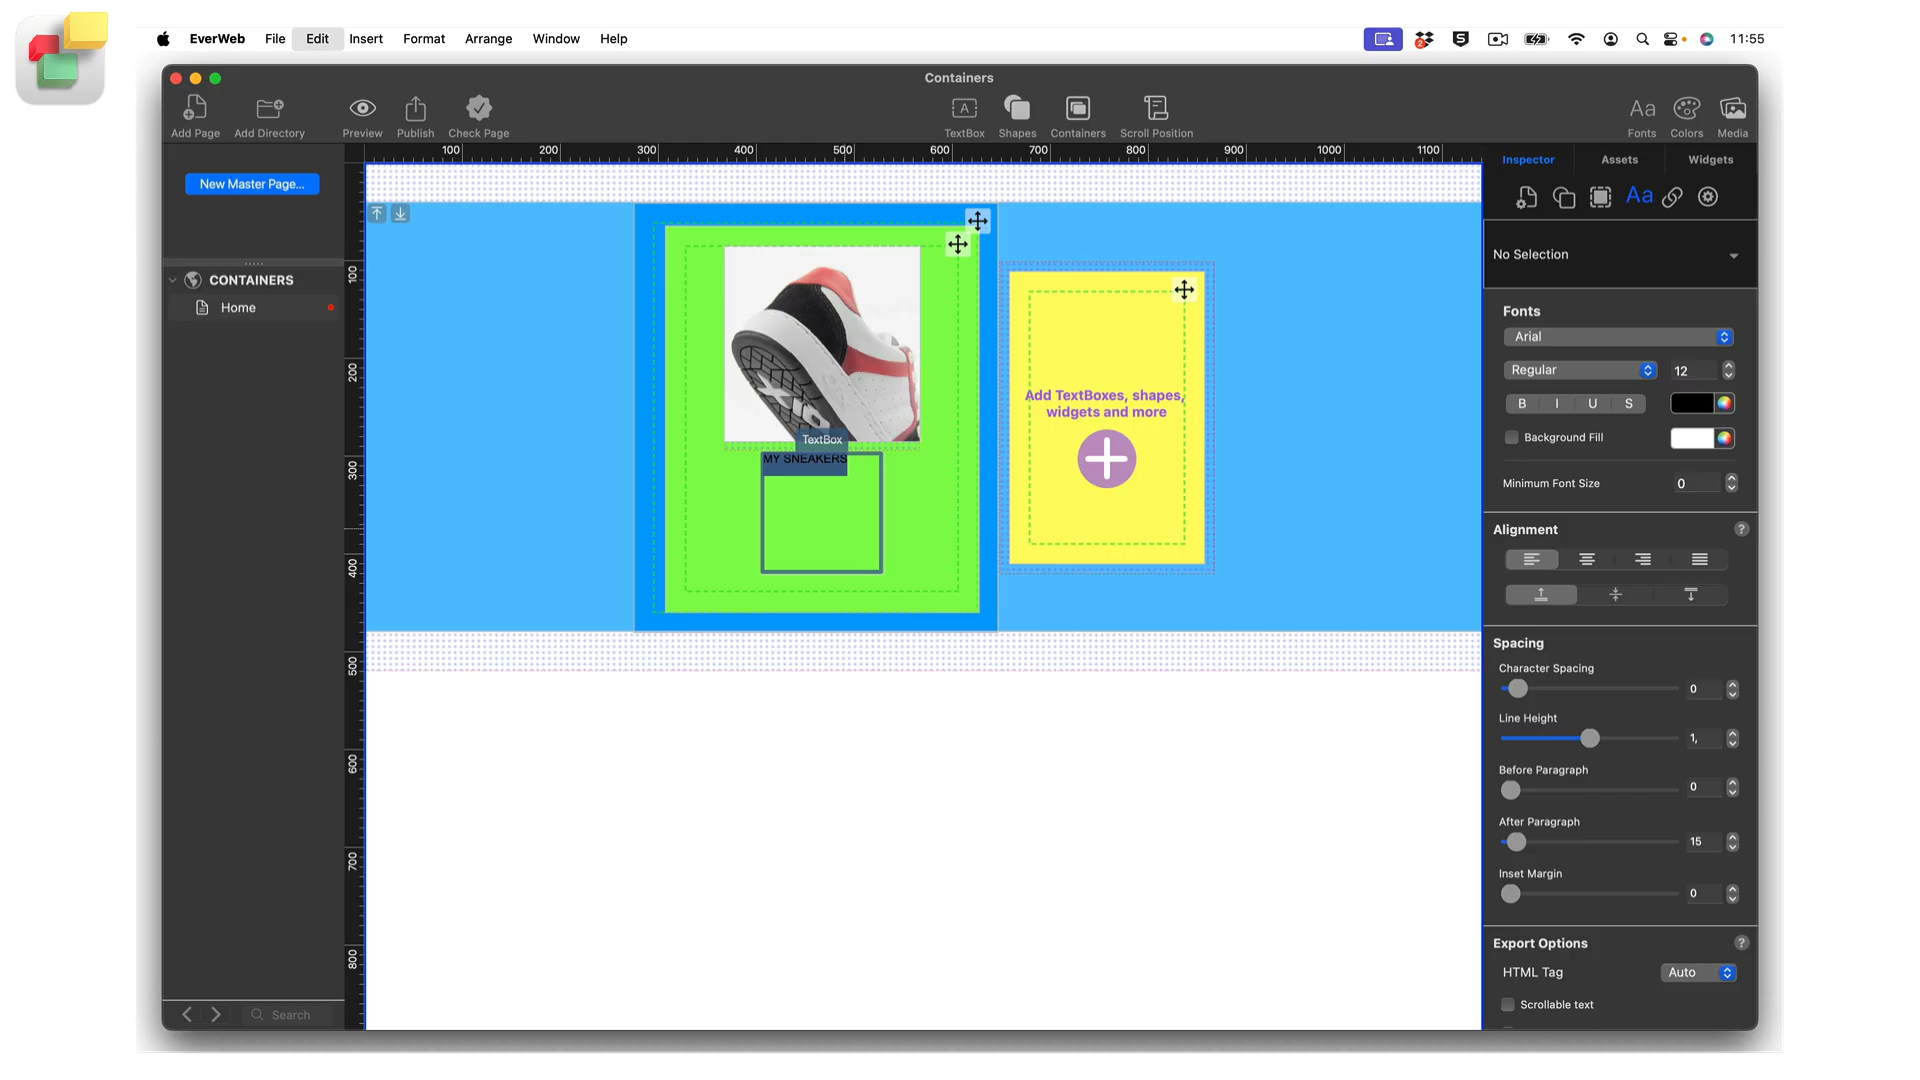 EverWeb File Edit Insert Format Arrange Window Help 2 S 11:55
Containers
Add Page Add Directory Preview Publish Check Page A TextBox Shapes Containers Scroll Position Aa Fonts Colors Media
100 200 300 400 500 600 700 800 900 1000 1100
Inspector Assets Widgets
New Master Page...
Aa
No Selection
CONTAINERS
Home
100
200
300
400
500
600
700
800
Add TextBoxes, shapes,
widgets and more
TextBox
MY SNEAKERS
Fonts
Arial
Regular 12
B I U S
Background Fill
Minimum Font Size 0
Alignment ?
Spacing
Character Spacing
0
Line Height
1,
Before Paragraph
0
After Paragraph
15
Inset Margin
0
Export Options ?
HTML Tag Auto
Scrollable text
Search